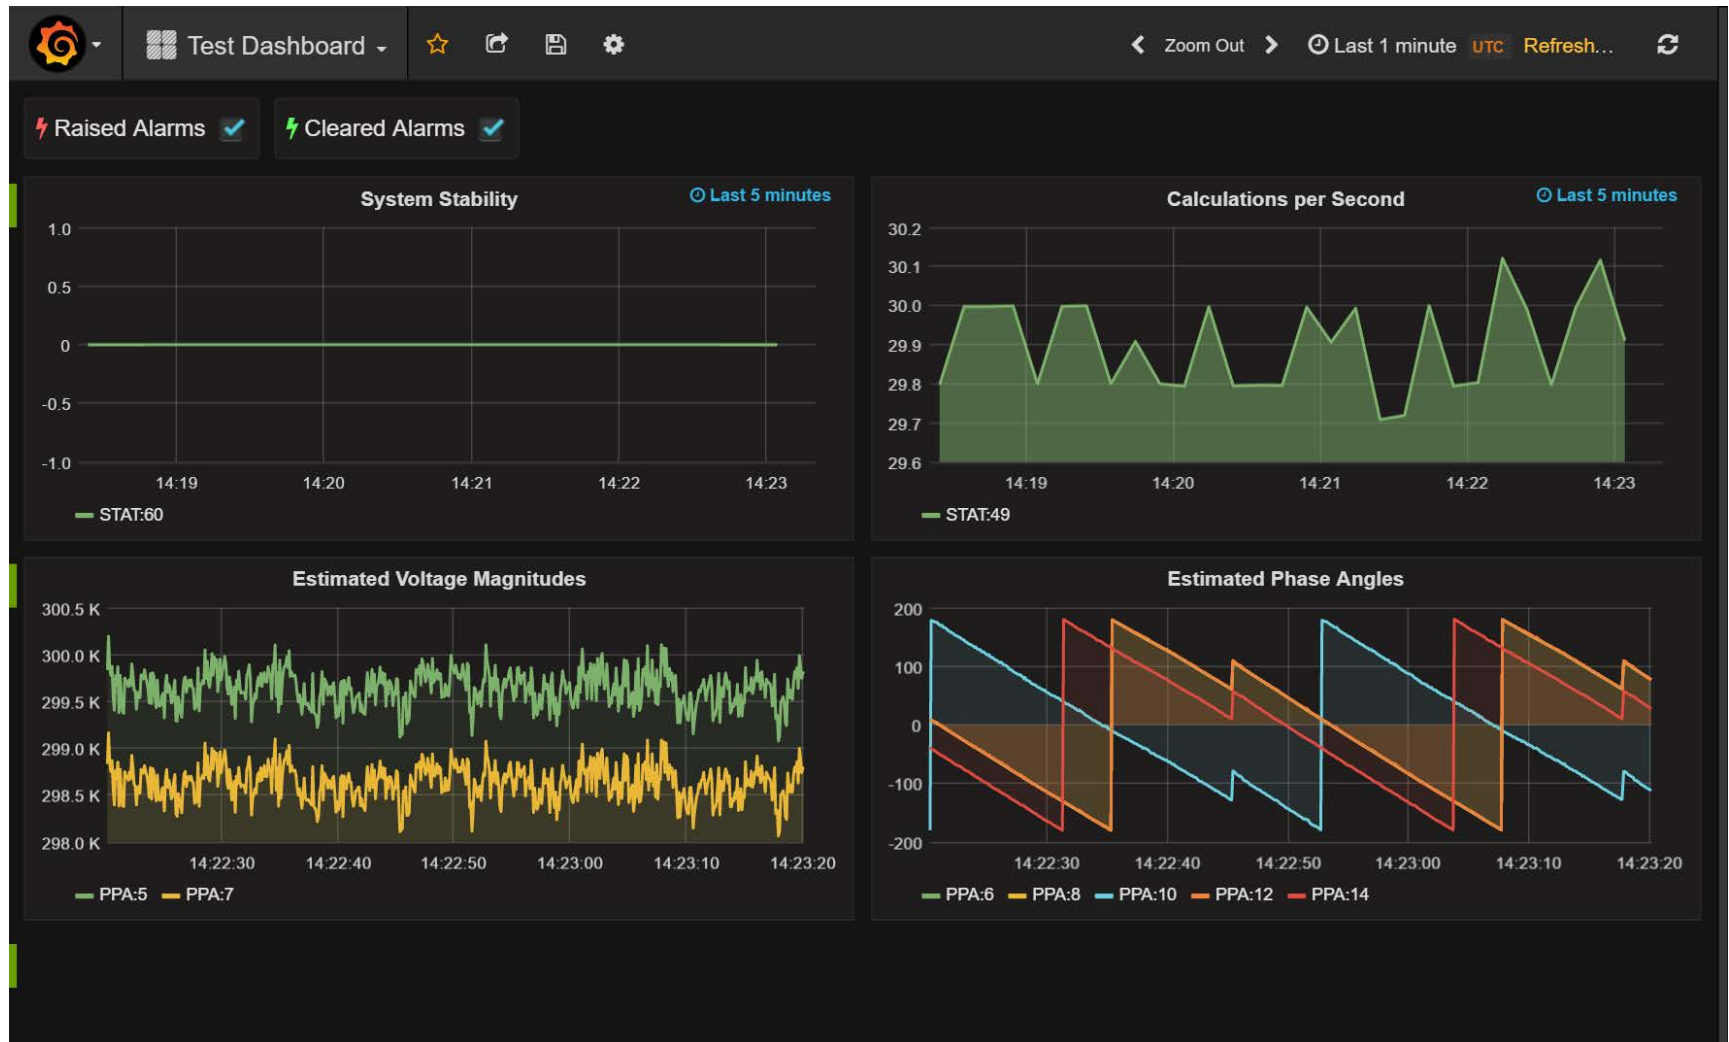 Test Dashboard
Zoom Out
Last 1 minute UTC Refresh...
Raised Alarms
Cleared Alarms
System Stability
Last 5 minutes
1.0
0.5
0
-0.5
-1.0
14:19 14:20 14:21 14:22 14:23
STAT:60
Calculations per Second
Last 5 minutes
30.2
30.1
30.0
29.9
29.8
29.7
29.6
14:19 14:20 14:21 14:22 14:23
STAT:49
Estimated Voltage Magnitudes
300.5 K
300.0 K
299.5 K
299.0 K
298.5 K
298.0 K
14:22:30 14:22:40 14:22:50 14:23:00 14:23:10 14:23:20
PPA:5 PPA:7
Estimated Phase Angles
200
100
0
-100
-200
14:22:30 14:22:40 14:22:50 14:23:00 14:23:10 14:23:20
PPA:6 PPA:8 PPA:10 PPA:12 PPA:14